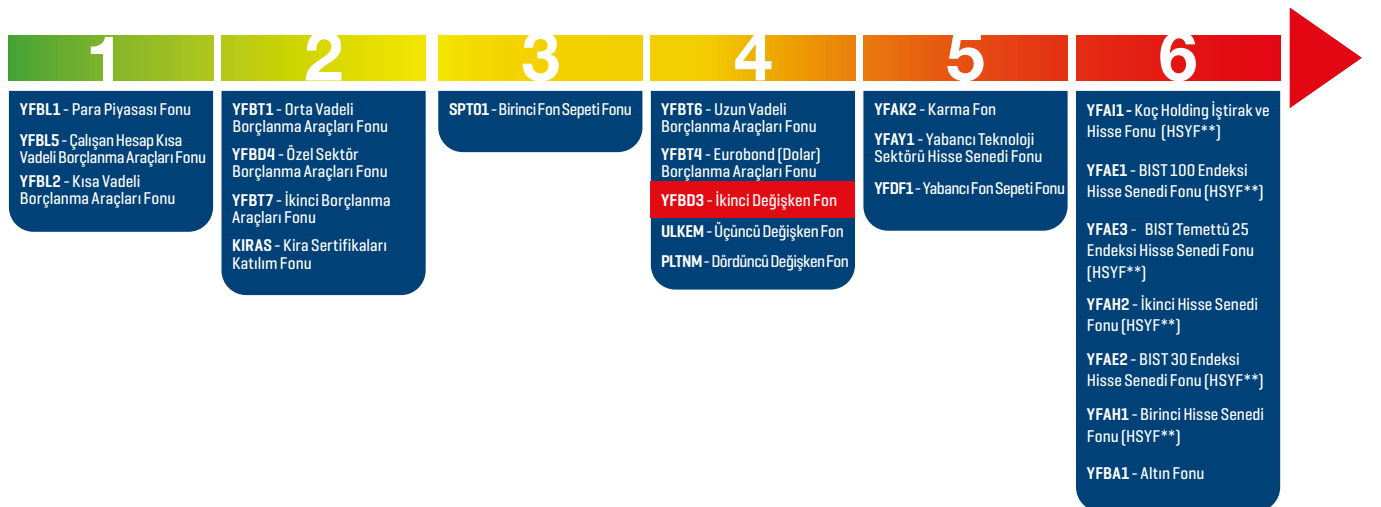 1
YFBL1 - Para Piyasası Fonu
YFBL5 - Çalışan Hesap Kısa
Vadeli Borçlanma Araçları Fonu
YFBL2 - Kısa Vadeli
Borçlanma Araçları Fonu
2
YFBT1 - Orta Vadeli
Borçlanma Araçları Fonu
YFBD4 - Özel Sektör
Borçlanma Araçları Fonu
YFBT7 - İkinci Borçlanma
Araçları Fonu
KIRAS - Kira Sertifikaları
Katılım Fonu
3
SPT01 - Birinci Fon Sepeti Fonu
4
YFBT6 - Uzun Vadeli
Borçlanma Araçları Fonu
YFBT4 - Eurobond (Dolar)
Borçlanma Araçları Fonu
YFBD3 - İkinci Değişken Fon
ULKEM - Üçüncü Değişken Fon
PLTNM - Dördüncü Değişken Fon
5
YFAK2 - Karma Fon
YFAY1 - Yabancı Teknoloji
Sektörü Hisse Senedi Fonu
YFDF1 - Yabancı Fon Sepeti Fonu
6
YFAI1 - Koç Holding İştirak ve
Hisse Fonu (HSYF**)
YFAE1 - BIST 100 Endeksi
Hisse Senedi Fonu (HSYF**)
YFAE3 - BIST Temettü 25
Endeksi Hisse Senedi Fonu
(HSYF**)
YFAH2 - İkinci Hisse Senedi
Fonu (HSYF**)
YFAE2 - BIST 30 Endeksi
Hisse Senedi Fonu (HSYF**)
YFAH1 - Birinci Hisse Senedi
Fonu (HSYF**)
YFBA1 - Altın Fonu